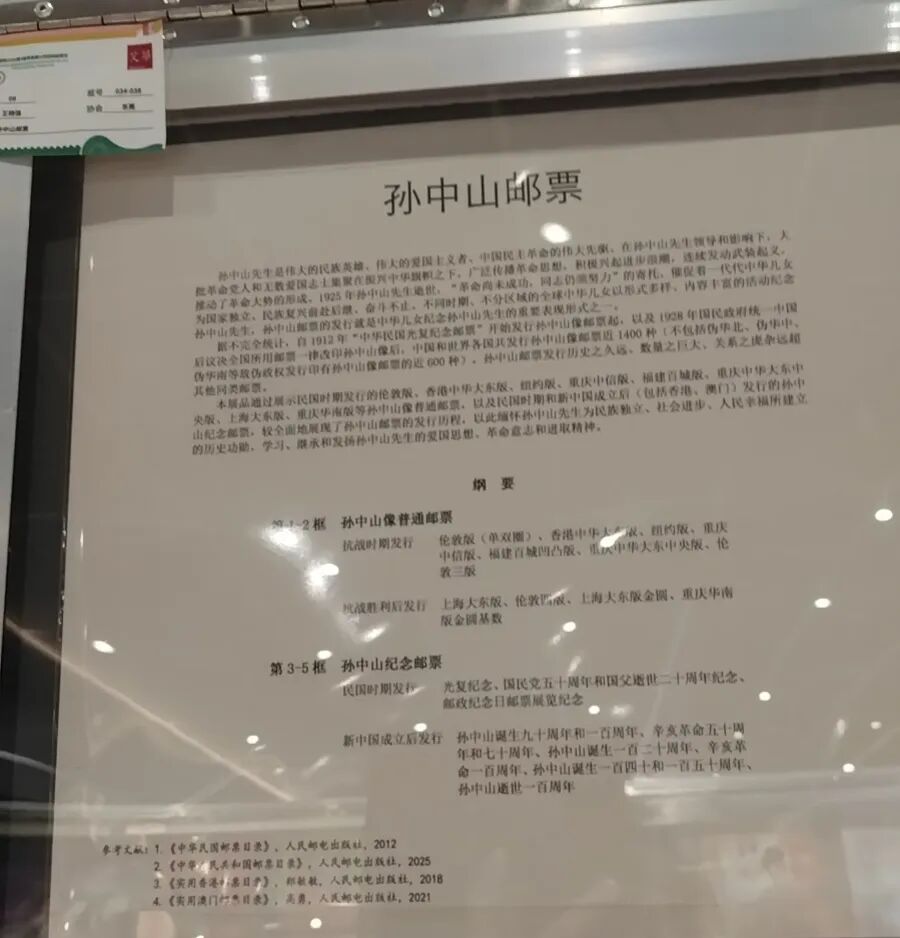 艾華
框号 034-038
协会
中山邮票
孙中山邮票
孙中山先生是伟大的民族英雄、伟大的爱国主义者、中国民主革命的伟大先驱。在孙中山先生领导和影响下，大
批革命党人和无数爱国志士集聚在振兴中华旗帜之下，广泛传播革命思想，积极兴起进步浪潮，连续发动武装起义，
推动了革命大势的形成。1925年孙中山先生逝世，“革命尚未成功，同志仍须努力”的寄托，催促着一代代中华儿女
为国家独立、民族复兴前赴后继、奋斗不止，不同时期、不分区域的全球中华儿女以形式多样、内容丰富的活动纪念
孙中山先生，孙中山邮票的发行就是中华儿女纪念孙中山先生的重要表现形式之一。
据不完全统计，自1912年“中华民国光复纪念邮票”开始发行孙中山像邮票起，以及1928年国民政府统一中国
后议决全国所用邮票一律改印孙中山像后，中国和世界各国共发行孙中山像邮票近1400种（不包括伪华北、伪华中、
伪华南等敌伪政权发行印有孙中山像邮票的近600种）。孙中山邮票发行历史之久远、数量之巨大、关系之庞杂远超
其他同类邮票。
本展品通过展示民国时期发行的伦敦版、香港中华大东版、纽约版、重庆中信版、福建百城版、重庆中华大东中
央版、上海大东版、重庆华南版等孙中山像普通邮票，以及民国时期和新中国成立后（包括香港、澳门）发行的孙中
山纪念邮票，较全面地展现了孙中山邮票的发行历程，以此缅怀孙中山先生为民族独立、社会进步、人民幸福所建立
的历史功勋，学习、继承和发扬孙中山先生的爱国思想、革命意志和进取精神。
纲 要
第1-2框 孙中山像普通邮票
抗战时期发行 伦敦版（单双圈）、香港中华大东版、纽约版、重庆
中信版、福建百城凹凸版、重庆中华大东中央版、伦
敦三版
抗战胜利后发行 上海大东版、伦敦四版、上海大东版金圆、重庆华南
版金圆基数
第3-5框 孙中山纪念邮票
民国时期发行 光复纪念、国民党五十周年和国父逝世二十周年纪念、
邮政纪念日邮票展览纪念
新中国成立后发行 孙中山诞生九十周年和一百周年、辛亥革命五十周
年和七十周年、孙中山诞生一百二十周年、辛亥革
命一百周年、孙中山诞生一百四十和一百五十周年、
孙中山逝世一百周年
参考文献：1.《中华民国邮票目录》，人民邮电出版社，2012
2.《中华人民共和国邮票目录》，人民邮电出版社，2025
3.《实用香港邮票目录》，郑敏敏，人民邮电出版社，2018
4.《实用澳门邮票目录》，高勇，人民邮电出版社，2021